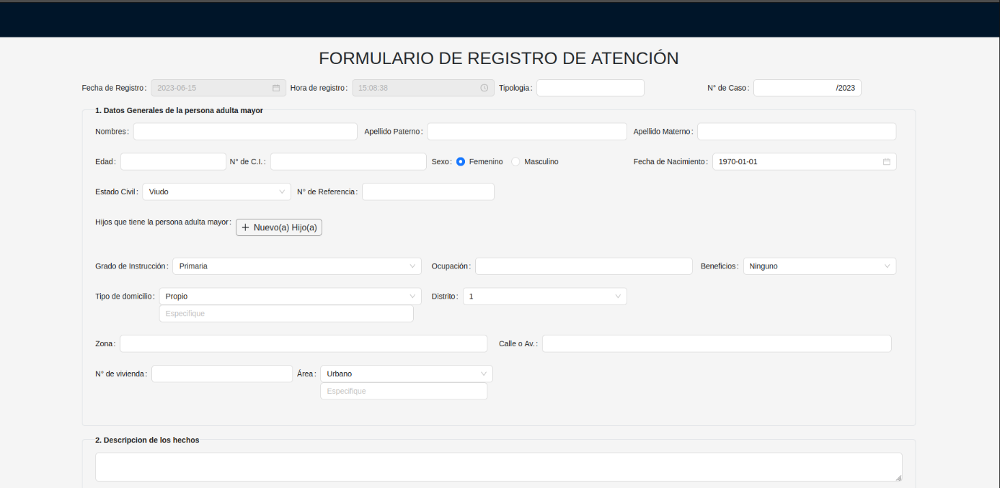 FORMULARIO DE REGISTRO DE ATENCIÓN
Fecha de Registro: 2023-06-15 Hora de registro: 15:08:38 Tipologia: N° de Caso: /2023
1. Datos Generales de la persona adulta mayor
Nombres: Apellido Paterno: Apellido Materno:
Edad: N° de C.I.: Sexo: Femenino Masculino Fecha de Nacimiento: 1970-01-01
Estado Civil: Viudo N° de Referencia:
Hijos que tiene la persona adulta mayor: + Nuevo(a) Hijo(a)
Grado de Instrucción: Primaria Ocupación: Beneficios: Ninguno
Tipo de domicilio: Propio Distrito: 1
Especifique
Zona: Calle o Av.:
N° de vivienda: Área: Urbano
Especifique
2. Descripcion de los hechos